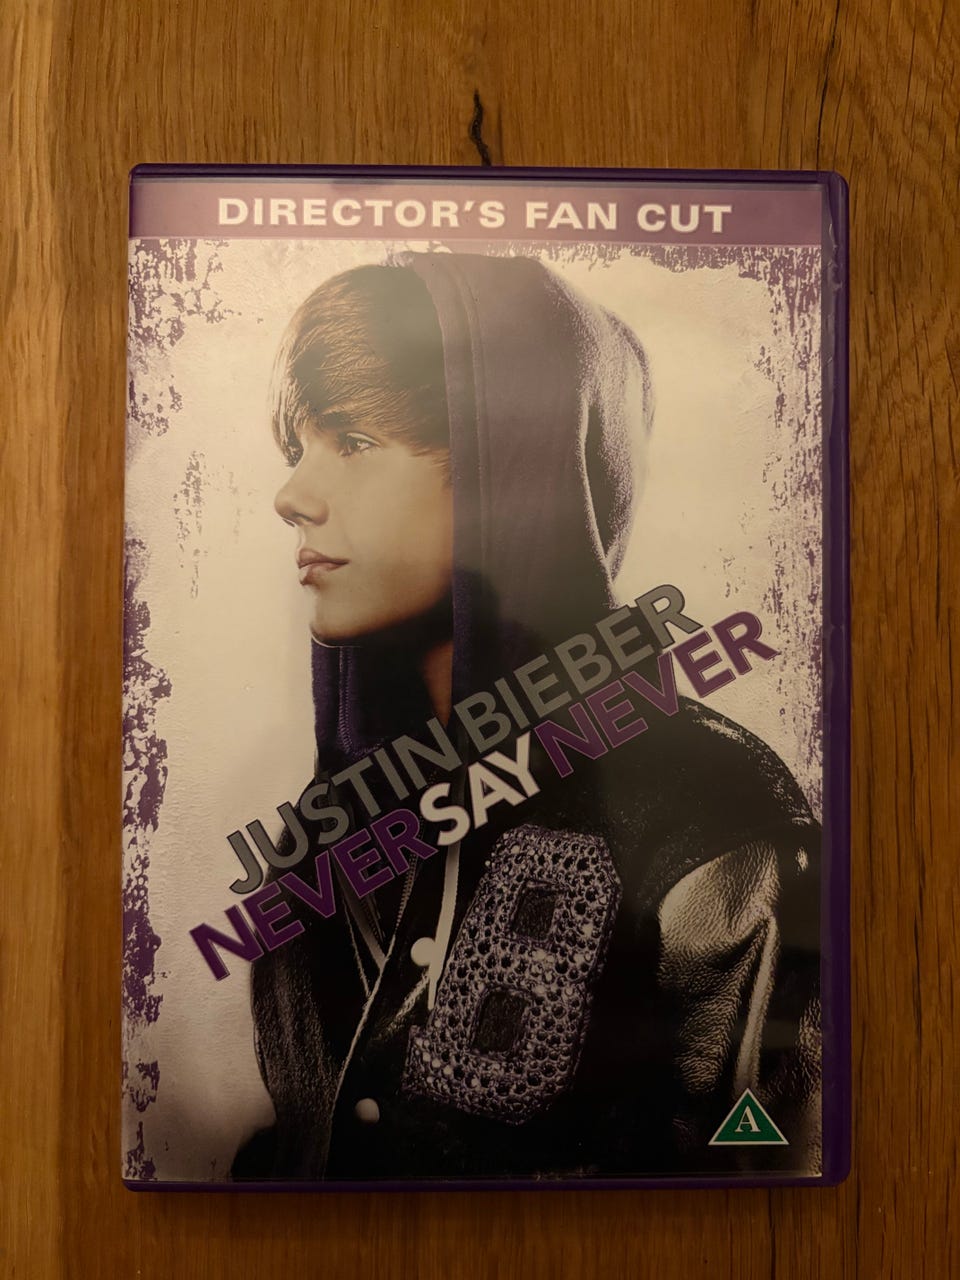 DIRECTOR'S FAN CUT
JUSTIN BIEBER
NEVER SAY NEVER
B
A